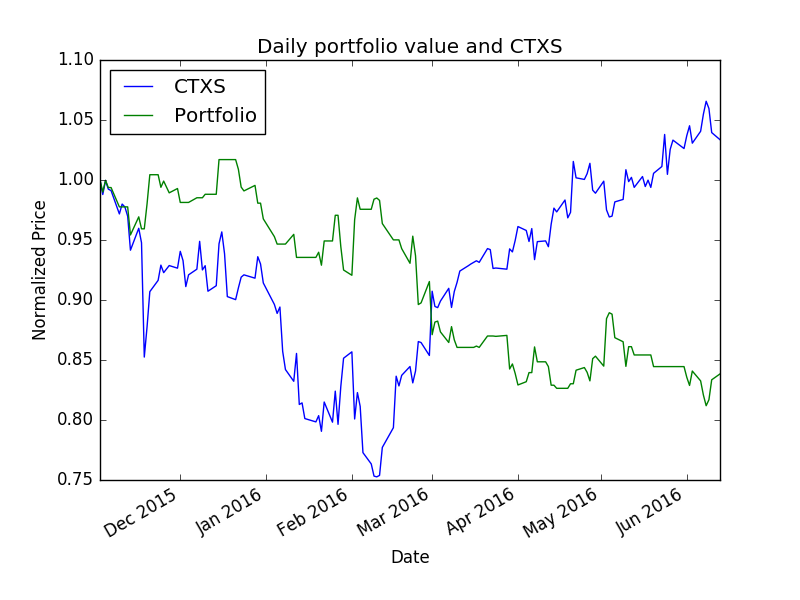 Daily portfolio value and CTXS
1.10
1.05
1.00
0.95
0.90
0.85
0.80
0.75
Normalized Price
CTXS
Portfolio
Dec 2015
Jan 2016
Feb 2016
Mar 2016
Apr 2016
May 2016
Jun 2016
Date